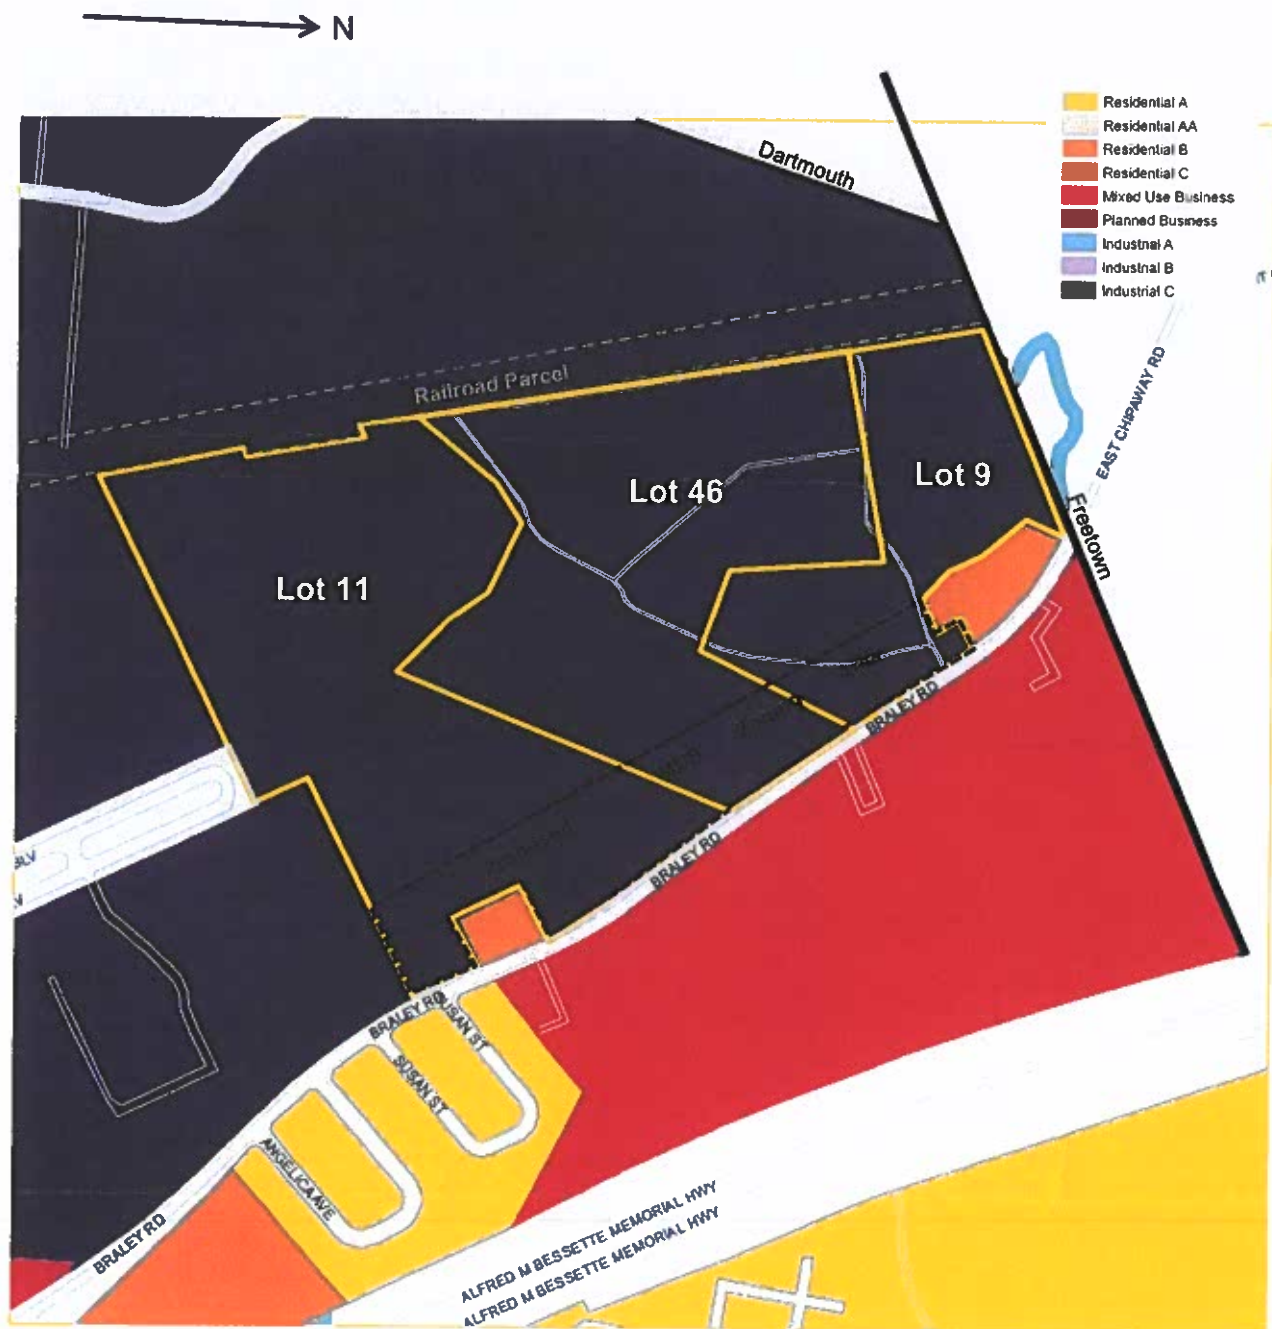 N
Dartmouth
Residential A
Residential AA
Residential B
Residential C
Mixed Use Business
Planned Business
Industrial A
Industrial B
Industrial C
Railroad Parcel
EAST CHIPAWAY RD
Freetown
Lot 46
Lot 9
Lot 11
BRALEY RD
BRALEY RD
BLV
BRALEY RD
SUSAN ST
SUSAN ST
ANGELICA AVE
BRALEY RD
ALFRED M BESSETTE MEMORIAL HWY
ALFRED M BESSETTE MEMORIAL HWY